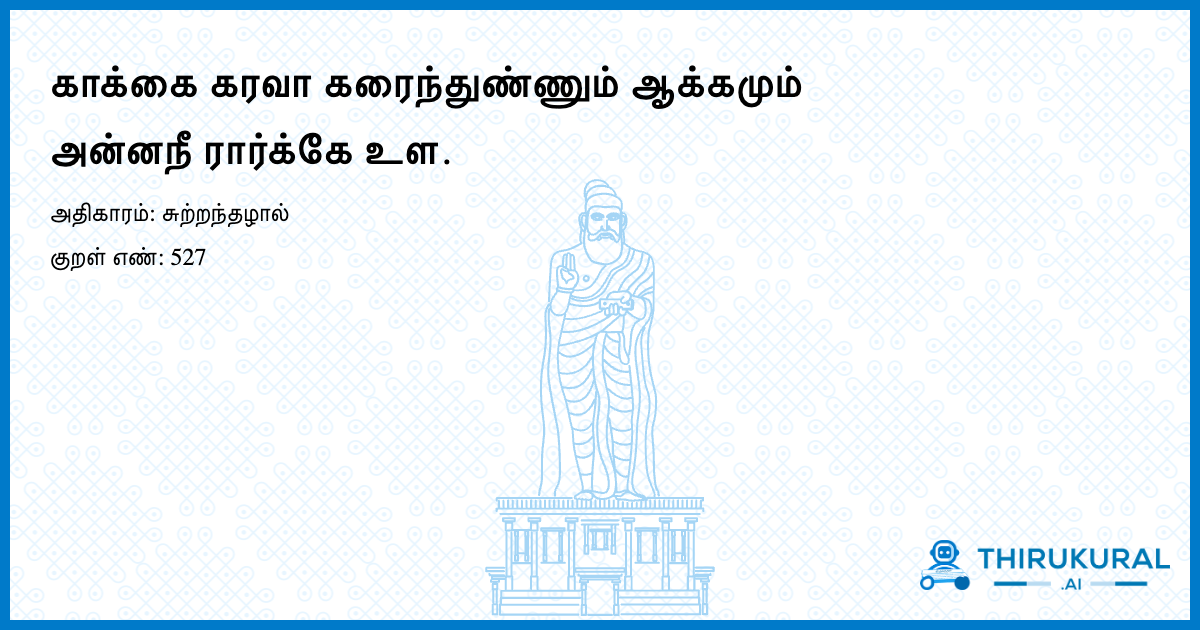 காக்கை கரவா கரைந்துண்ணும் ஆக்கமும்
அன்னநீ ரார்க்கே உள.
அதிகாரம்: சுற்றந்தழால்
குறள் எண்: 527
THIRUKURAL
.AI